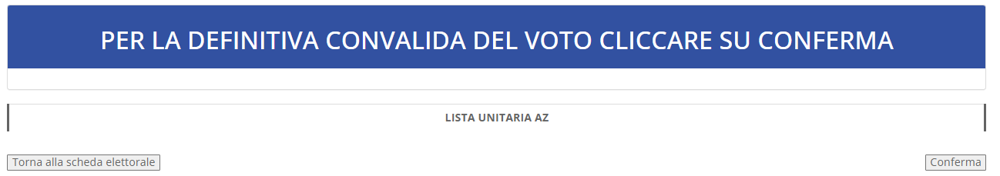 PER LA DEFINITIVA CONVALIDA DEL VOTO CLICCARE SU CONFERMA
LISTA UNITARIA AZ
Torna alla scheda elettorale
Conferma